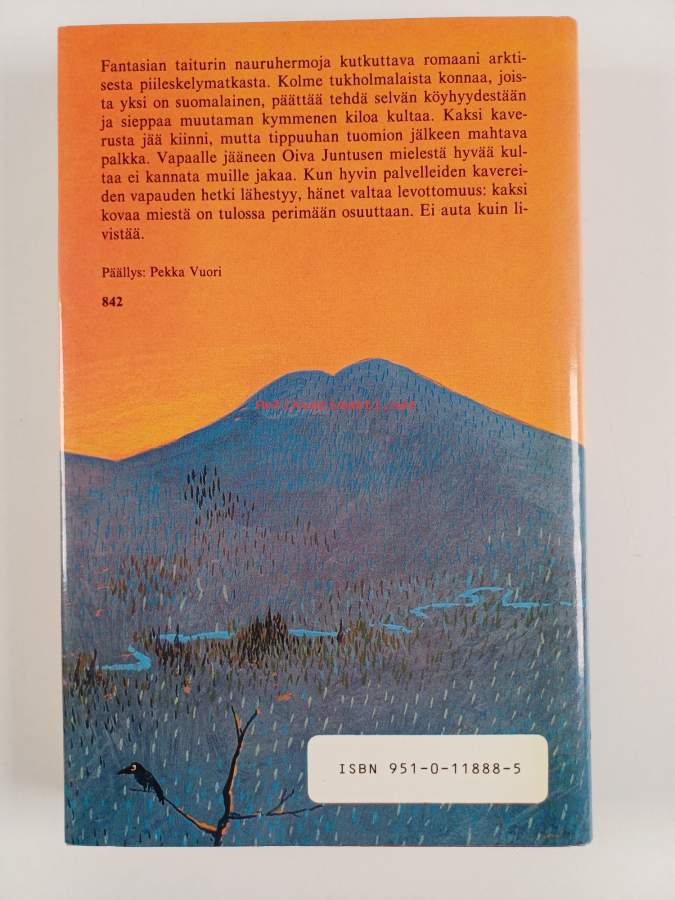 Fantasian taiturin nauruhermoja kutkuttava romaani arkti-
sesta piileskelymatkasta. Kolme tukholmalaista konnaa, jois-
ta yksi on suomalainen, päättää tehdä selvän köyhyydestään
ja sieppaa muutaman kymmenen kiloa kultaa. Kaksi kave-
rusta jää kiinni, mutta tippuuhan tuomion jälkeen mahtava
palkka. Vapaalle jääneen Oiva Juntusen mielestä hyvää kul-
taa ei kannata muille jakaa. Kun hyvin palvelleiden kaverei-
den vapauden hetki lähestyy, hänet valtaa levottomuus: kaksi
kovaa miestä on tulossa perimään osuuttaan. Ei auta kuin li-
vistää.
Päällys: Pekka Vuori
842
Antikvariaatti.net
ISBN 951-0-11888-5